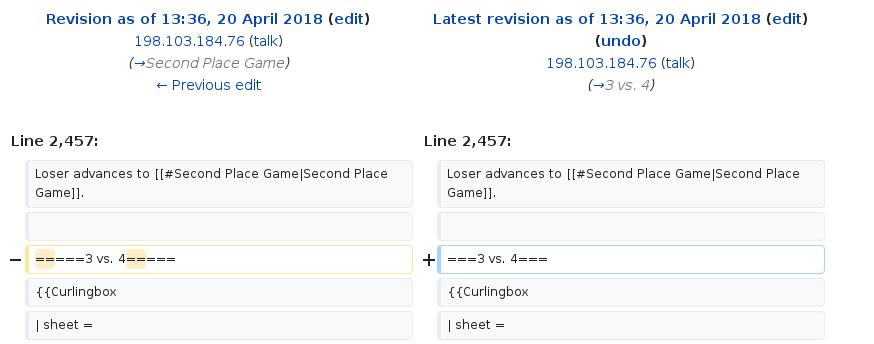 Revision as of 13:36, 20 April 2018 (edit)
198.103.184.76 (talk)
(→Second Place Game)
← Previous edit
Latest revision as of 13:36, 20 April 2018 (edit)
(undo)
198.103.184.76 (talk)
(→3 vs. 4)
Line 2,457:
Line 2,457:
Loser advances to [[#Second Place Game|Second Place
Game]].
Loser advances to [[#Second Place Game|Second Place
Game]].
− =====3 vs. 4=====
+ ===3 vs. 4===
{{Curlingbox
{{Curlingbox
| sheet =
| sheet =